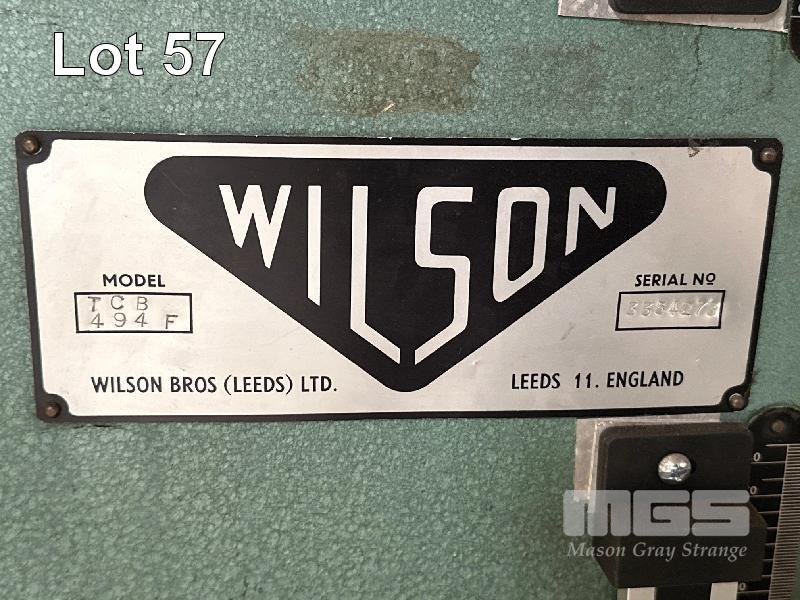 Lot 57
WILSON
MODEL
TCB
494 F
SERIAL Nº
WILSON BROS (LEEDS) LTD.
LEEDS 11. ENGLAND
MGS
Mason Gray Strange